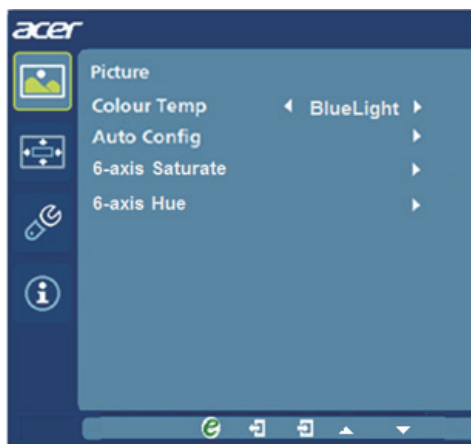 acer
Picture
Colour Temp BlueLight
Auto Config
6-axis Saturate
6-axis Hue